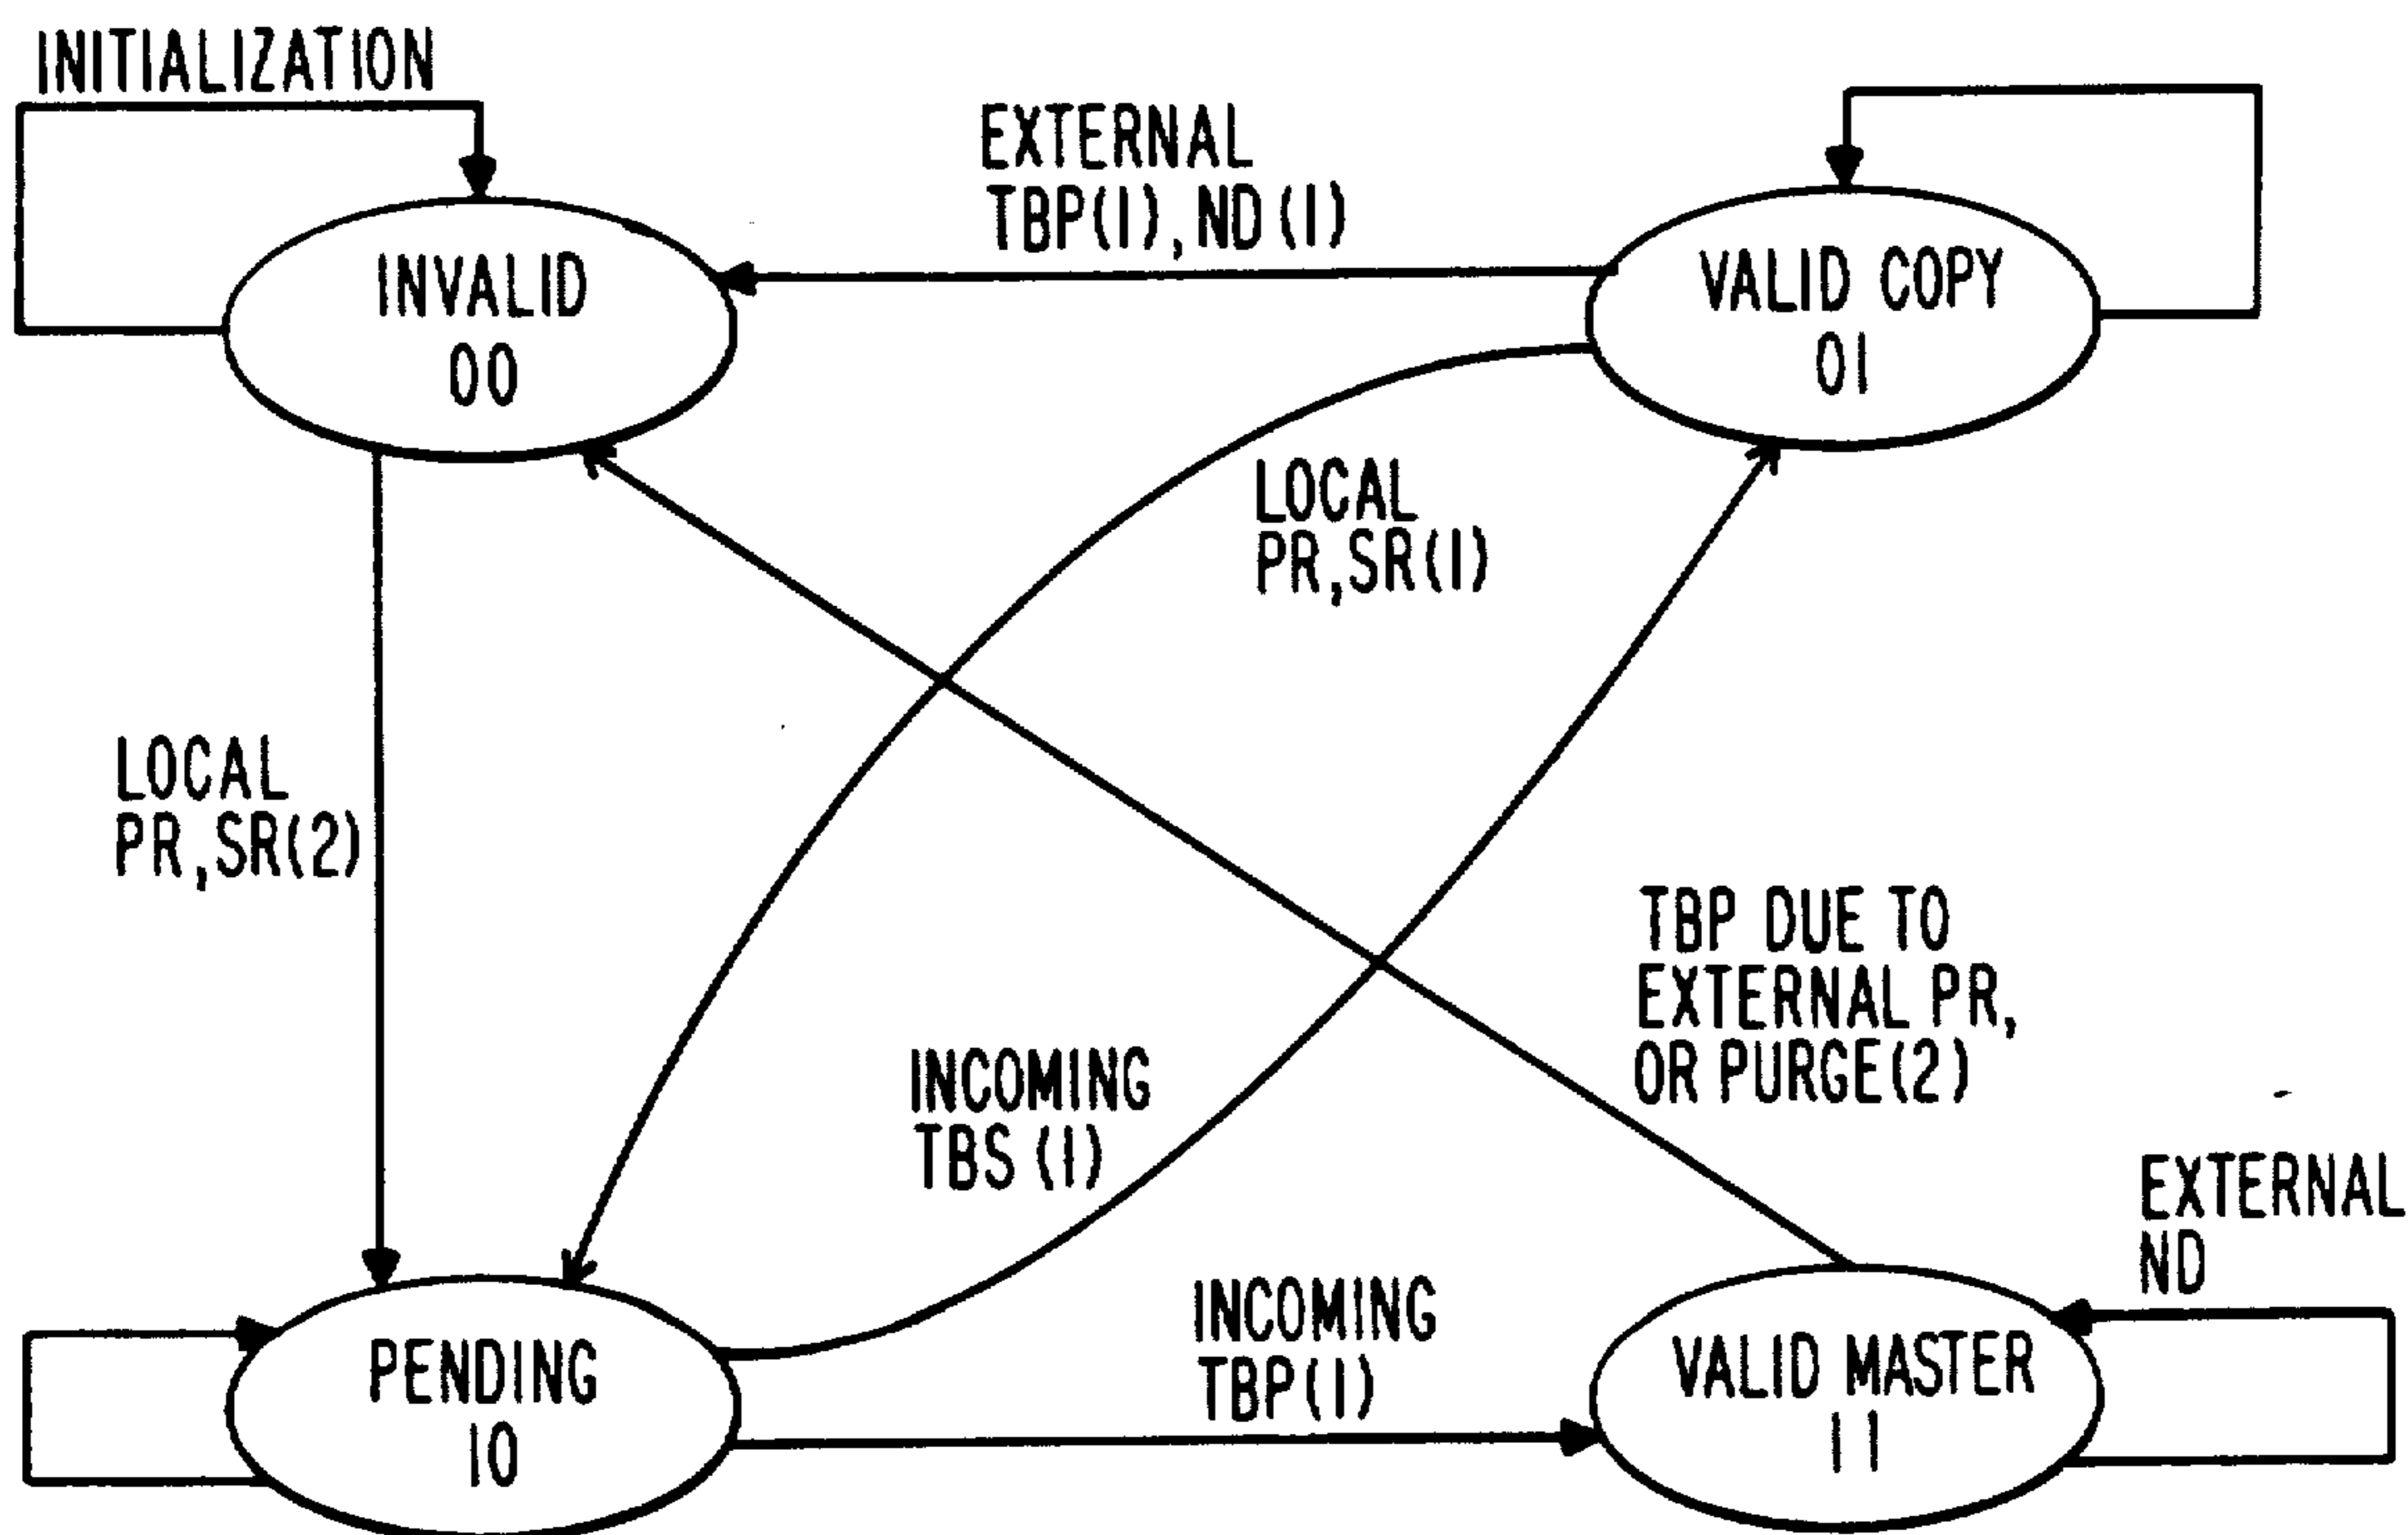 INITIALIZATION
EXTERNAL
TBP(1), ND(1)
INVALID
00
VALID COPY
01
LOCAL
PR,SR(1)
LOCAL
PR,SR(2)
TBP DUE TO
EXTERNAL PR,
OR PURGE(2)
INCOMING
TBS (1)
EXTERNAL
ND
INCOMING
TBP(1)
PENDING
10
VALID MASTER
11